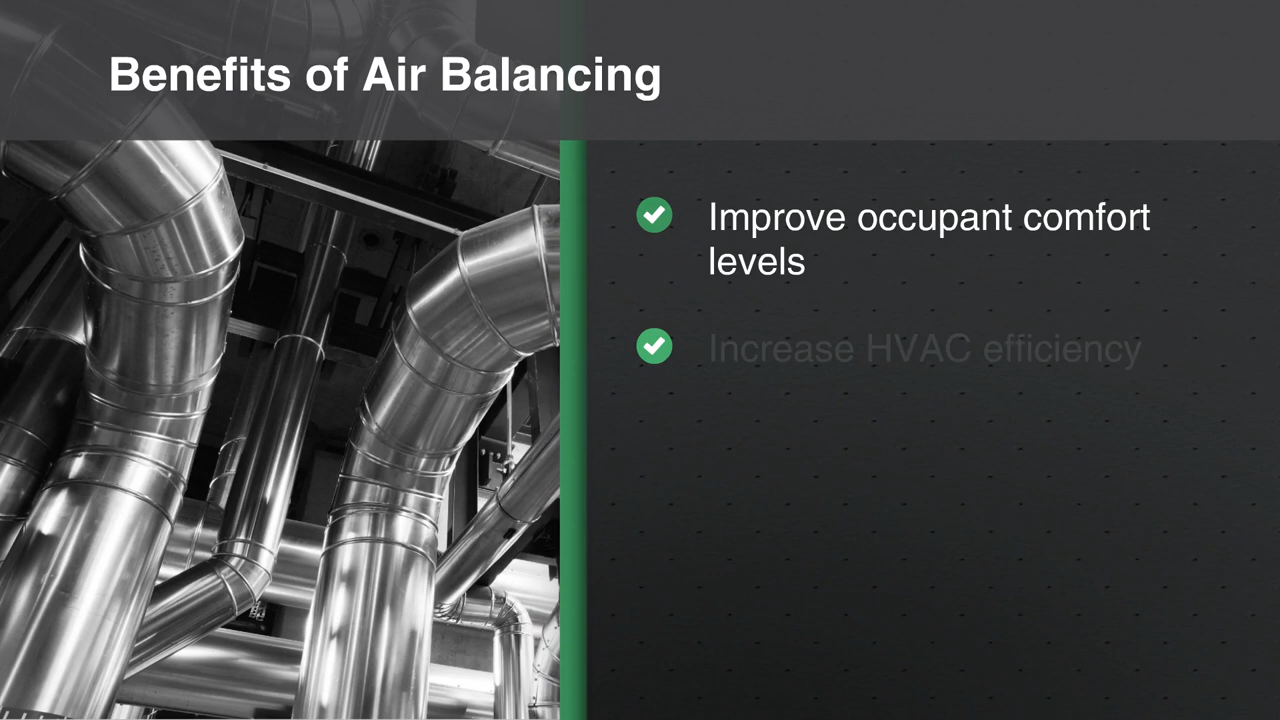 Benefits of Air Balancing
Improve occupant comfort
levels
Increase HVAC efficiency